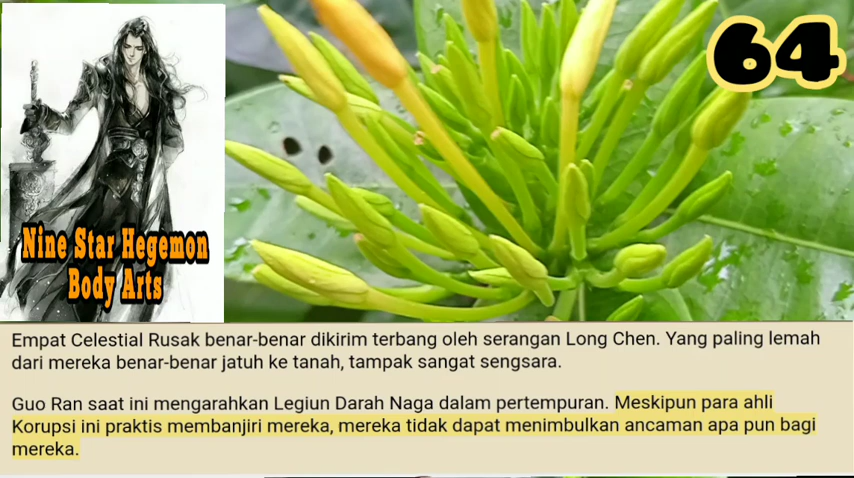 64
Nine Star Hegemon
Body Arts
Empat Celestial Rusak benar-benar dikirim terbang oleh serangan Long Chen. Yang paling lemah
dari mereka benar-benar jatuh ke tanah, tampak sangat sengsara.
Guo Ran saat ini mengarahkan Legiun Darah Naga dalam pertempuran. Meskipun para ahli
Korupsi ini praktis membanjiri mereka, mereka tidak dapat menimbulkan ancaman apa pun bagi
mereka.